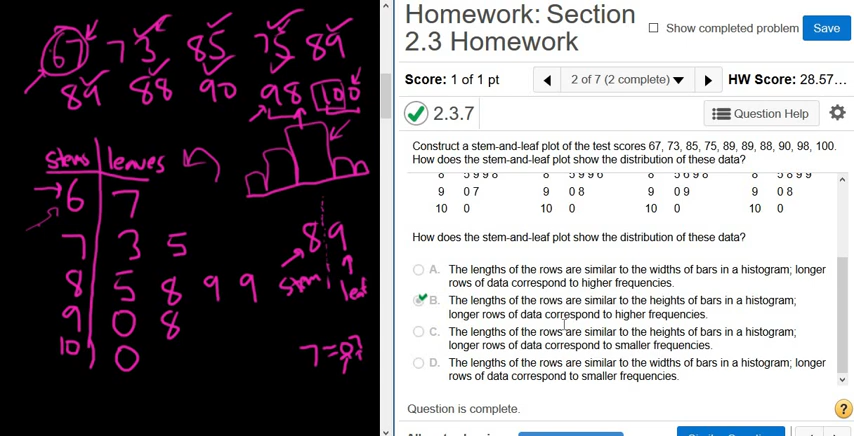 67 73 85 75 89
89 88 90 98 100
stems leaves
6 7
7 3 5
8 5 8 9 9
9 0 8
10 0
8 9
stem leaf
Homework: Section
2.3 Homework
Show completed problem
Save
Score: 1 of 1 pt
2 of 7 (2 complete)
HW Score: 28.57...
2.3.7
Question Help
Construct a stem-and-leaf plot of the test scores 67, 73, 85, 75, 89, 89, 88, 90, 98, 100.
How does the stem-and-leaf plot show the distribution of these data?
9 0 7 9 0 8 9 0 9 9 0 8
10 0 10 0 10 0 10 0
How does the stem-and-leaf plot show the distribution of these data?
A. The lengths of the rows are similar to the widths of bars in a histogram; longer
rows of data correspond to higher frequencies.
B. The lengths of the rows are similar to the heights of bars in a histogram;
longer rows of data correspond to higher frequencies.
C. The lengths of the rows are similar to the heights of bars in a histogram;
longer rows of data correspond to smaller frequencies.
D. The lengths of the rows are similar to the widths of bars in a histogram; longer
rows of data correspond to smaller frequencies.
Question is complete.
?